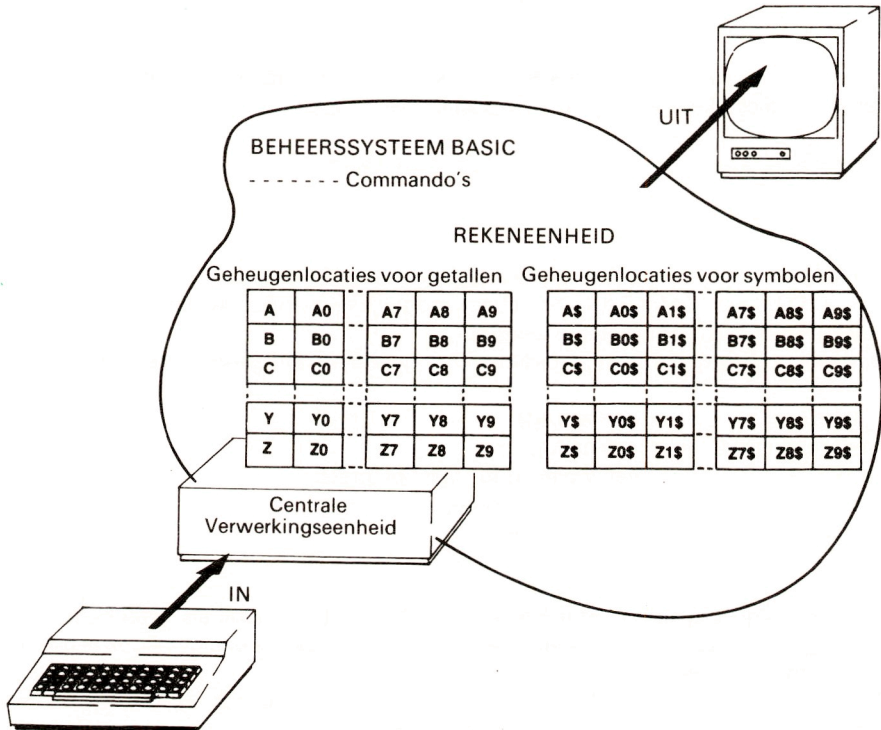 UIT
BEHEERSSYSTEEM BASIC
- - - - - - - Commando's
REKENEENHEID
Geheugenlocaties voor getallen
A A0 A7 A8 A9
B B0 B7 B8 B9
C C0 C7 C8 C9
Y Y0 Y7 Y8 Y9
Z Z0 Z7 Z8 Z9
Geheugenlocaties voor symbolen
A$ A0$ A1$ A7$ A8$ A9$
B$ B0$ B1$ B7$ B8$ B9$
C$ C0$ C1$ C7$ C8$ C9$
Y$ Y0$ Y1$ Y7$ Y8$ Y9$
Z$ Z0$ Z1$ Z7$ Z8$ Z9$
Centrale
Verwerkingseenheid
IN